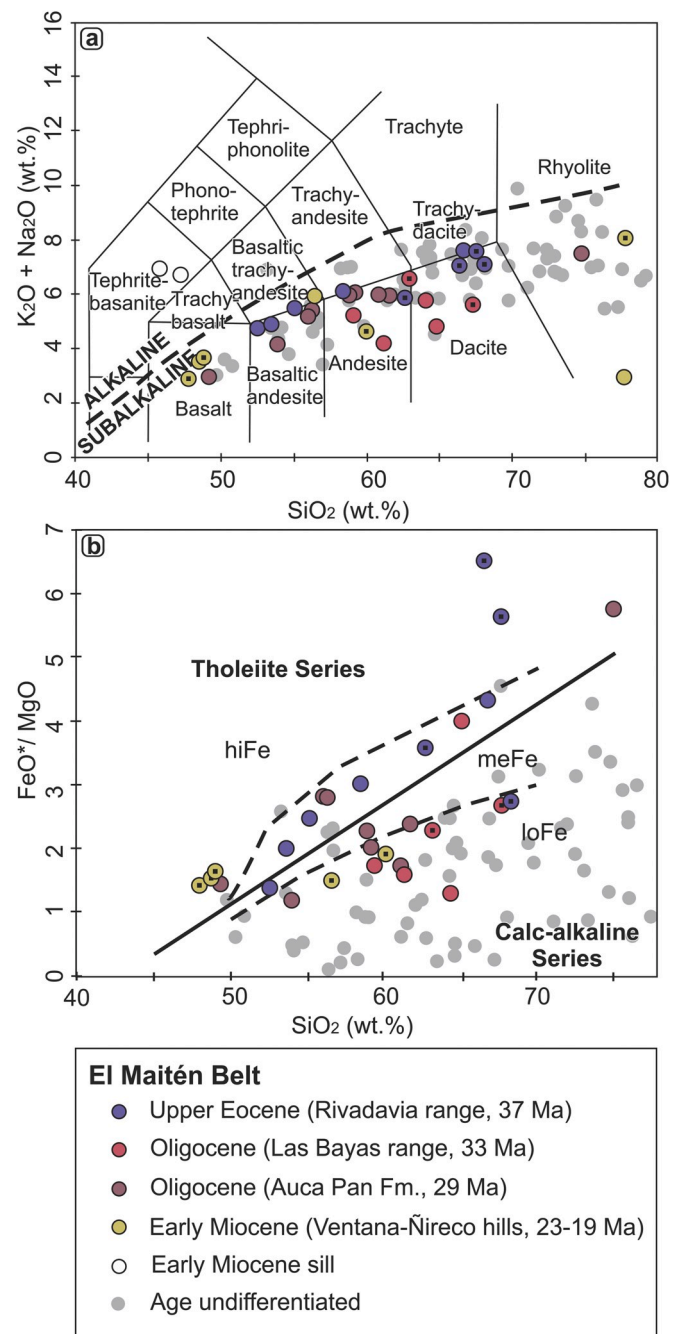 a
16
14
12
10
8
6
4
2
0
K2O + Na2O (wt.%)
Tephri-
phonolite
Trachyte
Rhyolite
Phono-
tephrite
Trachy-
andesite
Trachy-
dacite
Basaltic
trachy-
andesite
Tephrite-
basanite
Trachy-
basalt
ALKALINE
SUBALKALINE
Basalt
Basaltic
andesite
Andesite
Dacite
40
50
60
70
80
SiO2 (wt.%)
b
7
6
5
4
3
2
1
0
FeO*/ MgO
Tholeiite Series
hiFe
meFe
loFe
Calc-alkaline
Series
40
50
60
70
SiO2 (wt.%)
El Maitén Belt
Upper Eocene (Rivadavia range, 37 Ma)
Oligocene (Las Bayas range, 33 Ma)
Oligocene (Auca Pan Fm., 29 Ma)
Early Miocene (Ventana-Ñireco hills, 23-19 Ma)
Early Miocene sill
Age undifferentiated